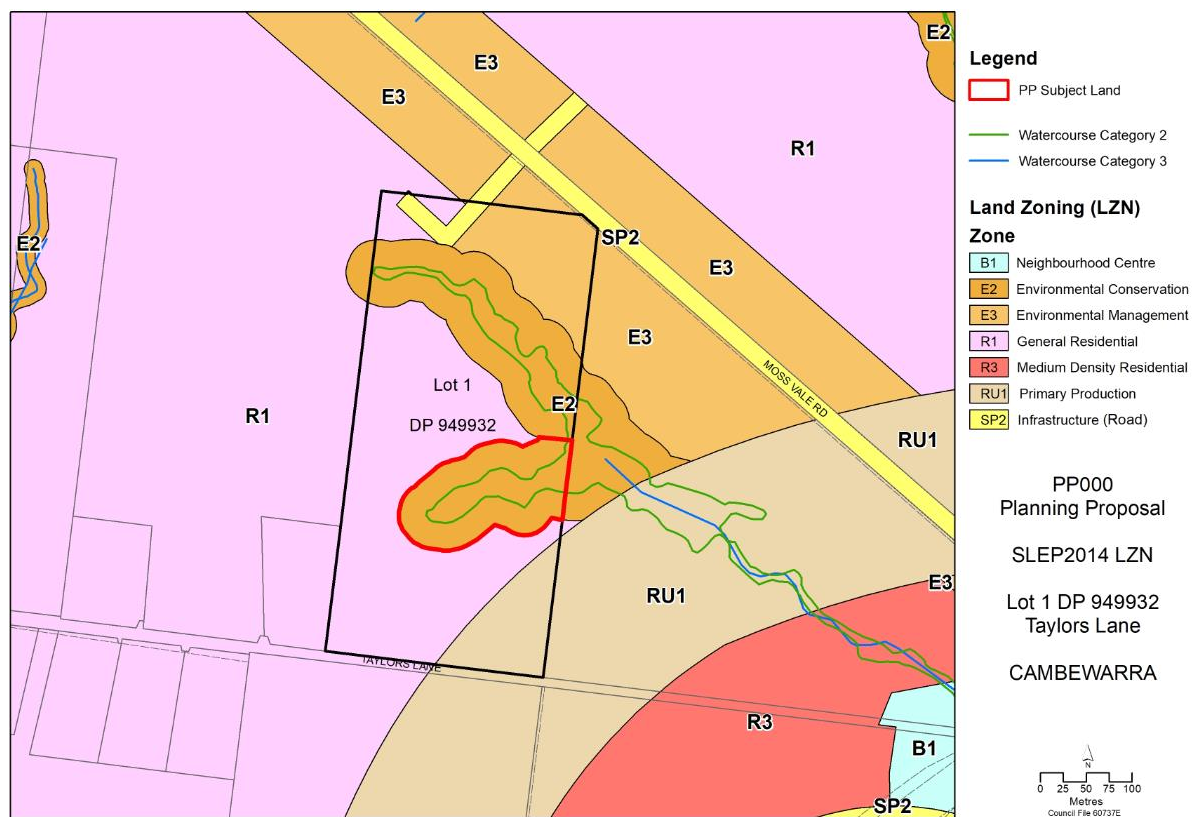 E3
E3
E2
R1
E2
SP2
E3
E3
Lot 1
DP 949932
E2
R1
MOSS VALE RD
RU1
RU1
E3
TAYLORS LANE
R3
B1
SP2
Legend
PP Subject Land
Watercourse Category 2
Watercourse Category 3
Land Zoning (LZN)
Zone
B1 Neighbourhood Centre
E2 Environmental Conservation
E3 Environmental Management
R1 General Residential
R3 Medium Density Residential
RU1 Primary Production
SP2 Infrastructure (Road)
PP000
Planning Proposal
SLEP2014 LZN
Lot 1 DP 949932
Taylors Lane
CAMBEWARRA
N
0 25 50 75 100
Metres
Council File 60737E